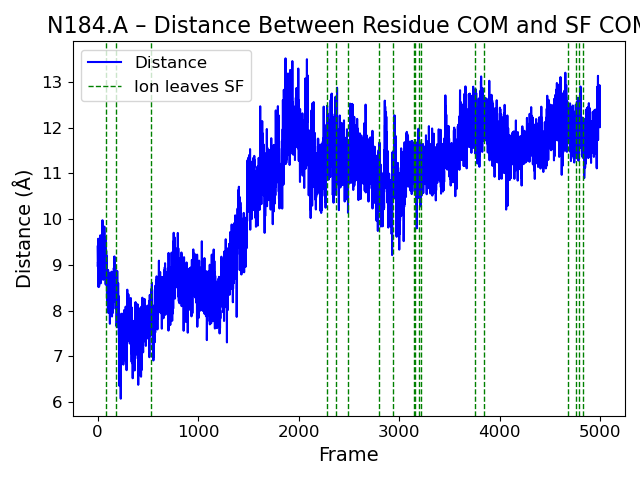 N184.A – Distance Between Residue COM and SF COM
Distance
Ion leaves SF
Distance (Å)
13
12
11
10
9
8
7
6
0 1000 2000 3000 4000 5000
Frame